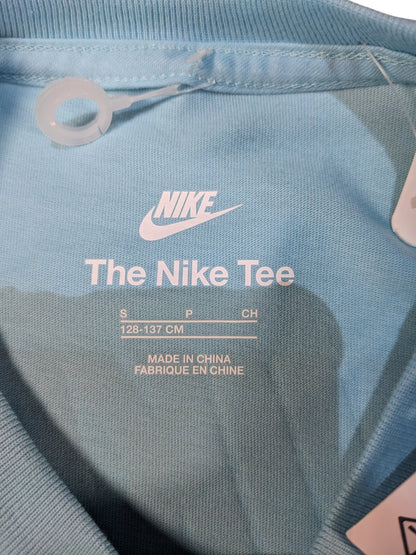 NIKE
The Nike Tee
S P CH
128-137 CM
MADE IN CHINA
FABRIQUE EN CHINE